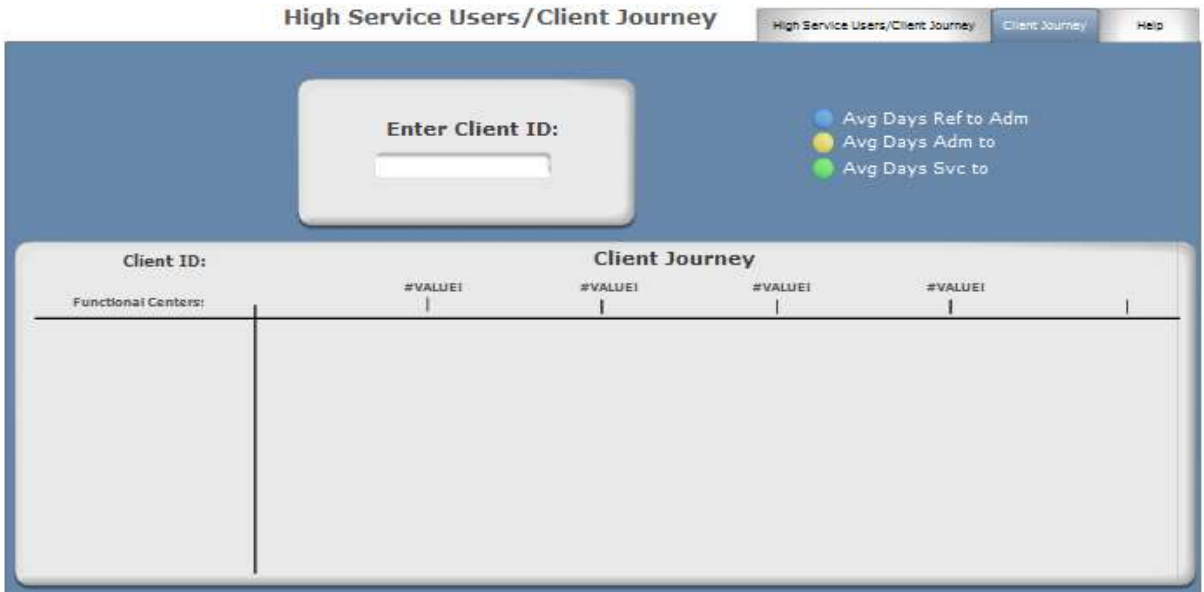 High Service Users/Client Journey
High Service Users/Client Journey
Client Journey
Help
Enter Client ID:
Avg Days Ref to Adm
Avg Days Adm to
Avg Days Svc to
Client ID:
Client Journey
Functional Centers:
#VALUE!
#VALUE!
#VALUE!
#VALUE!